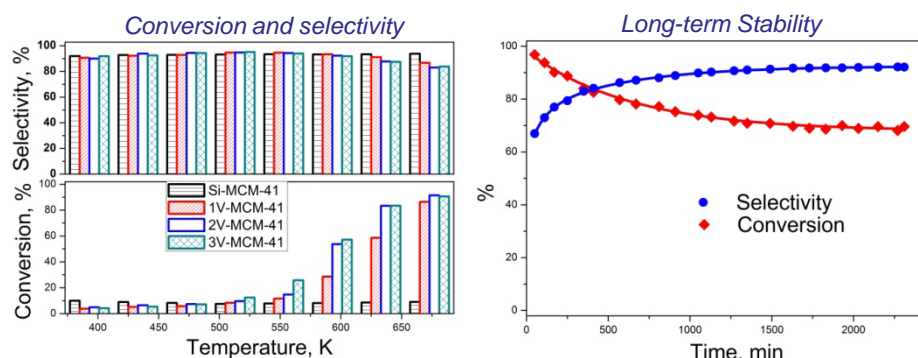 Conversion and selectivity
Selectivity, %
100
80
60
40
20
0
Conversion, %
100
80
60
40
20
0
Si-MCM-41
1V-MCM-41
2V-MCM-41
3V-MCM-41
400 450 500 550 600 650
Temperature, K
Long-term Stability
%
100
80
60
40
20
0
Selectivity
Conversion
0 500 1000 1500 2000
Time, min